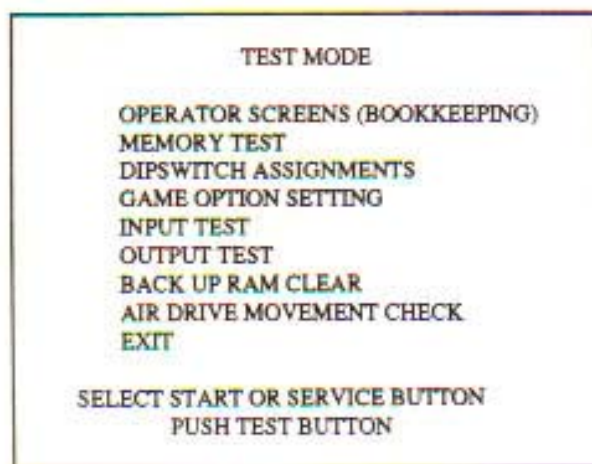 TEST MODE
OPERATOR SCREENS (BOOKKEEPING)
MEMORY TEST
DIPSWITCH ASSIGNMENTS
GAME OPTION SETTING
INPUT TEST
OUTPUT TEST
BACK UP RAM CLEAR
AIR DRIVE MOVEMENT CHECK
EXIT
SELECT START OR SERVICE BUTTON
PUSH TEST BUTTON